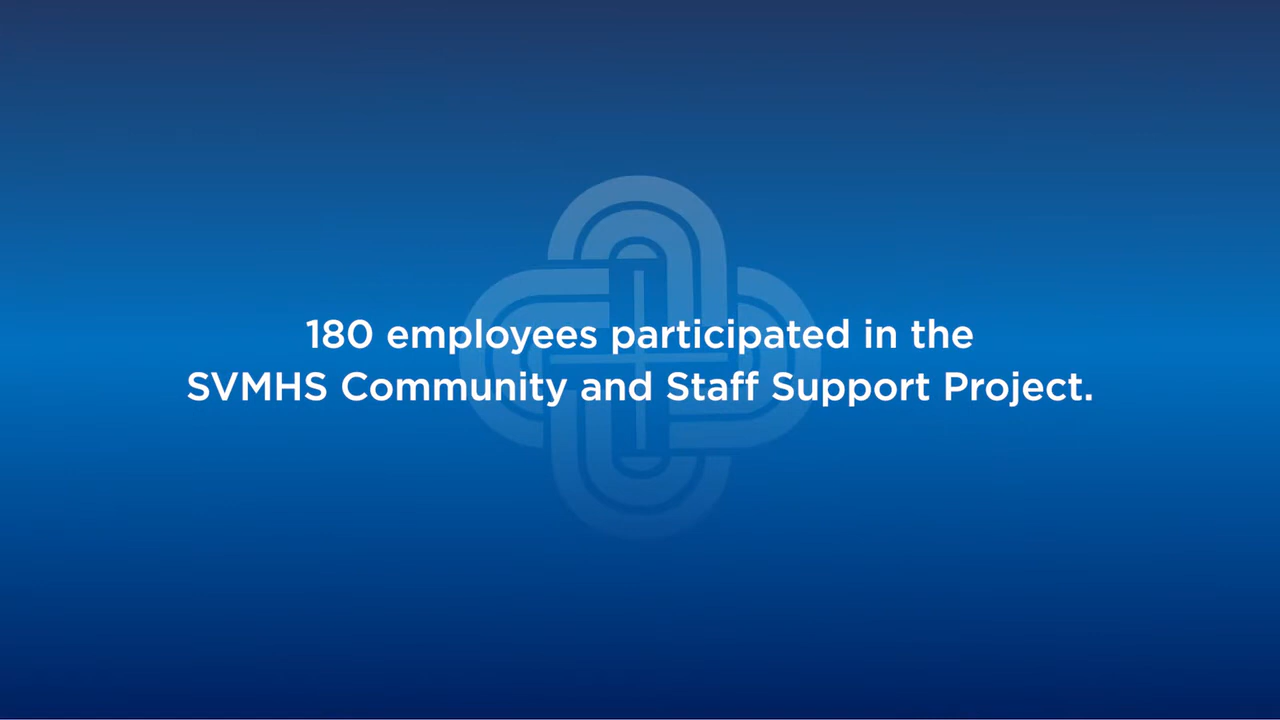 180 employees participated in the
SVMHS Community and Staff Support Project.